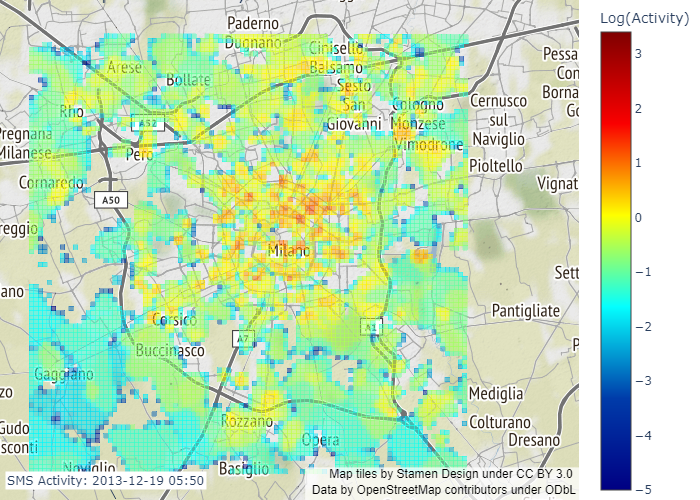 Log(Activity)
3
2
1
0
−1
−2
−3
−4
−5
Paderno
Dugnano
Cinisello
Balsamo
Pessa
Con
Arese
Bollate
Sesto
San
Giovanni
Borna
Go
Rho
Cologno
Monzese
Cernusco
sul
Naviglio
A52
Pregnana
Milanese
Pero
Vimodrone
Pioltello
Cornaredo
Vignat
A50
reggio
Milano
Sett
ano
Pantigliate
Corsico
A7
A1
Buccinasco
P
Gaggiano
zo
Mediglia
Rozzano
Colturano
Gudo
sconti
Opera
Dresano
Noviglio
Basiglio
SMS Activity: 2013-12-19 05:50
Map tiles by Stamen Design under CC BY 3.0
Data by OpenStreetMap contributors under ODbL